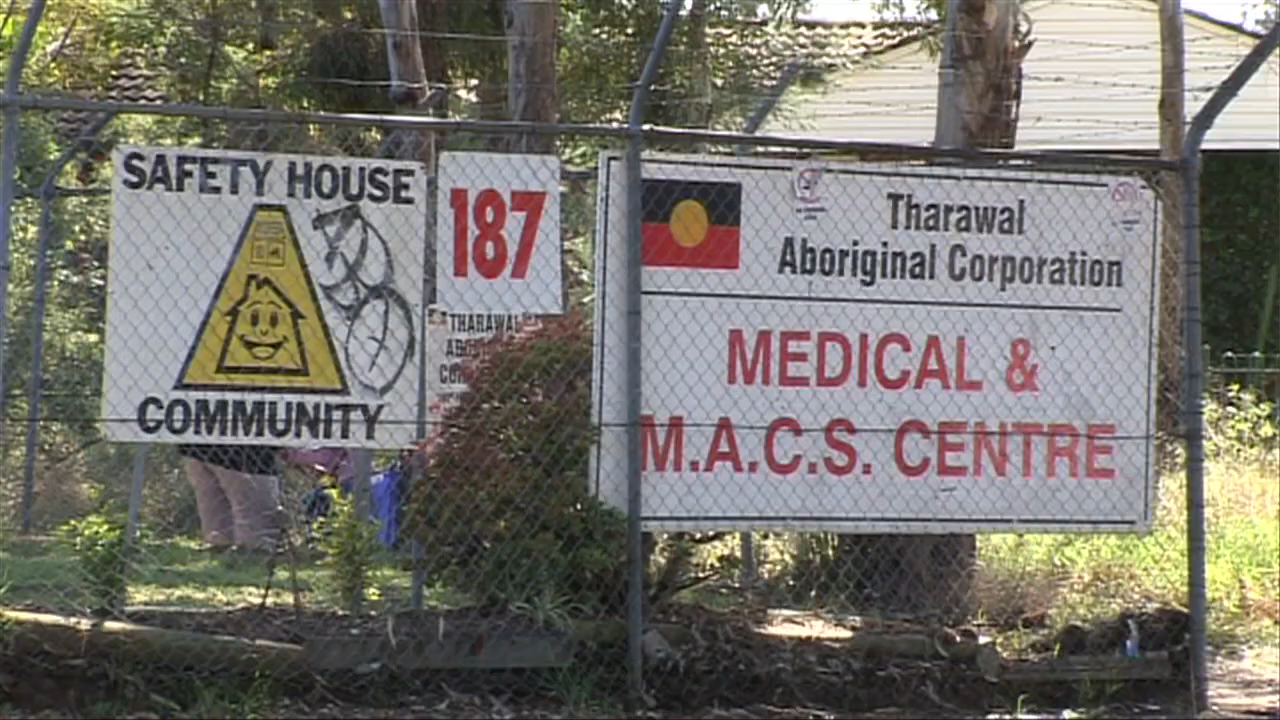 SAFETY HOUSE
COMMUNITY
187
THARAWAL
Tharawal
Aboriginal Corporation
MEDICAL &
M.A.C.S. CENTRE